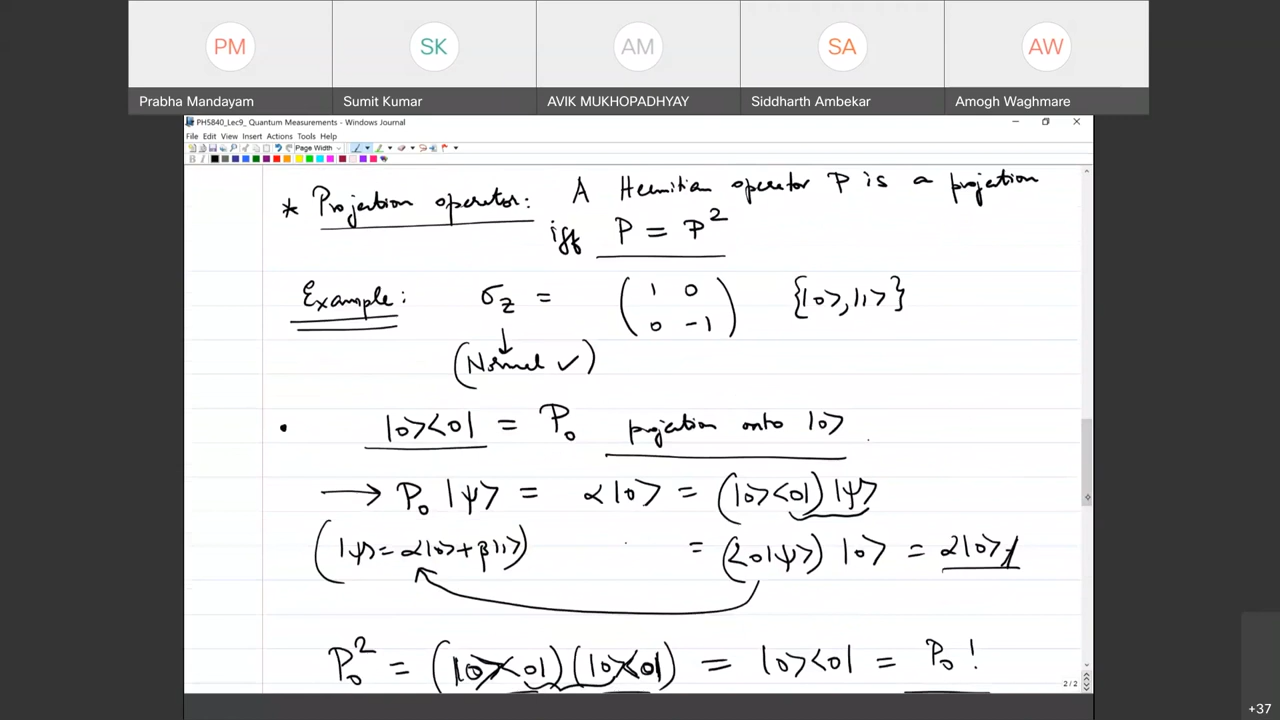 PM SK AM SA AW
Prabha Mandayam Sumit Kumar AVIK MUKHOPADHYAY Siddharth Ambekar Amogh Waghmare
PH5840_Lec9_ Quantum Measurements - Windows Journal
File Edit View Insert Actions Tools Help
Page Width
B I
* Projection operator: A Hermitian operator P is a projection
iff P = P²
Example: σ_z = ( 1 0 ; 0 -1 ) {|0>, |1>}
(Normal ✓)
• |0><0| = P₀ projection onto |0>
→ P₀ |ψ> = α|0> = (|0><0|) |ψ>
(|ψ> = α|0> + β|1>) = (<0|ψ>) |0> = α|0>
P₀² = (|0><0|)(|0><0|) = |0><0| = P₀ !
2 / 2
+37